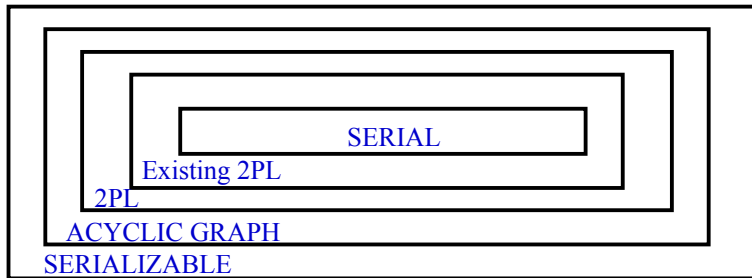 SERIAL
Existing 2PL
2PL
ACYCLIC GRAPH
SERIALIZABLE